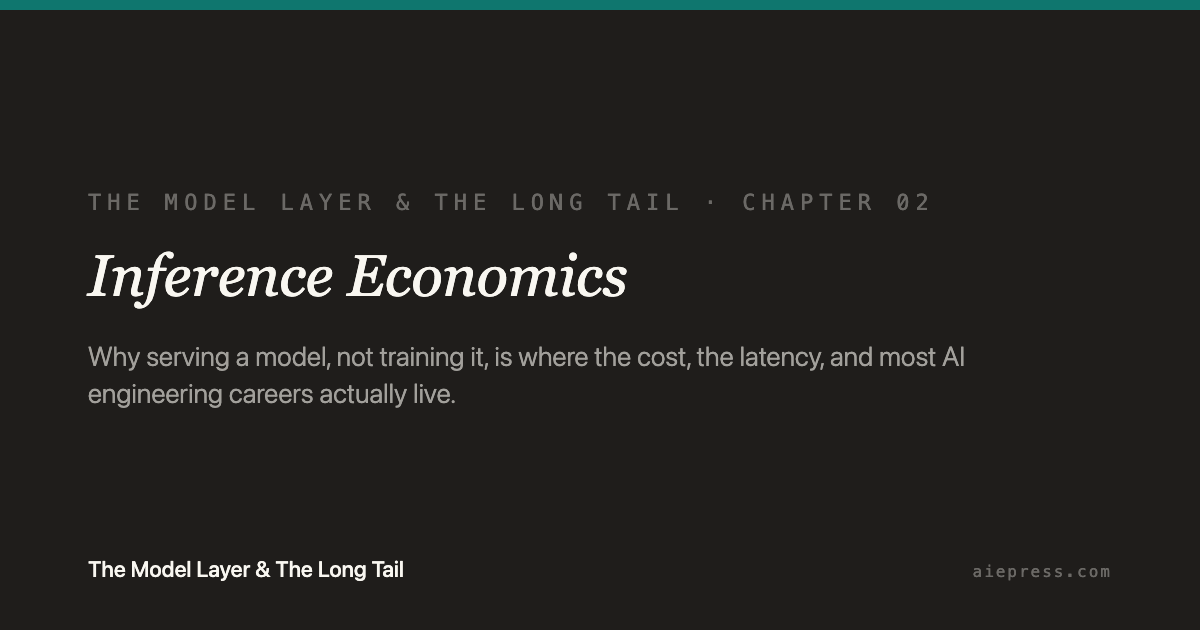 THE MODEL LAYER & THE LONG TAIL · CHAPTER 02
Inference Economics
Why serving a model, not training it, is where the cost, the latency, and most AI
engineering careers actually live.
The Model Layer & The Long Tail
aiepress.com